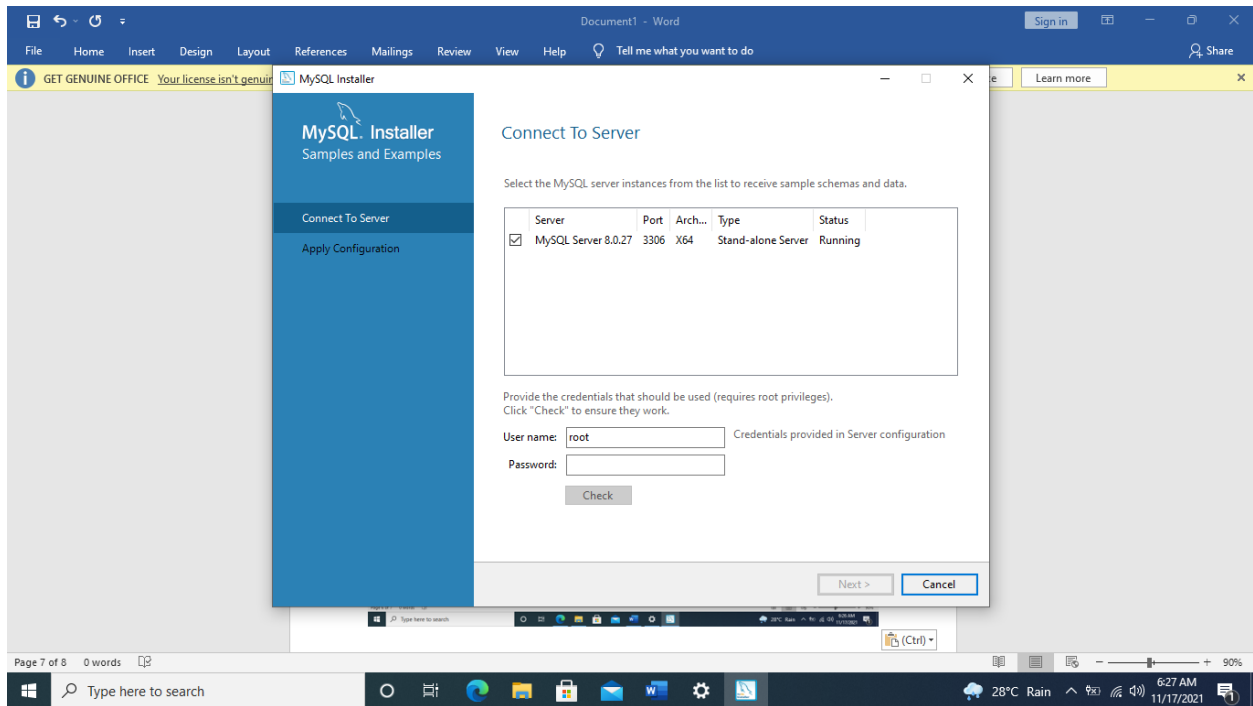 Document1 - Word
Sign in
File Home Insert Design Layout References Mailings Review View Help Tell me what you want to do Share
GET GENUINE OFFICE Your license isn't genuin
Learn more
MySQL Installer
MySQL. Installer
Samples and Examples
Connect To Server
Apply Configuration
Connect To Server
Select the MySQL server instances from the list to receive sample schemas and data.
Server Port Arch... Type Status
MySQL Server 8.0.27 3306 X64 Stand-alone Server Running
Provide the credentials that should be used (requires root privileges).
Click "Check" to ensure they work.
User name: root Credentials provided in Server configuration
Password:
Check
Next > Cancel
Type here to search
(Ctrl)
Page 7 of 8 0 words 90%
Type here to search
28°C Rain
6:27 AM
11/17/2021